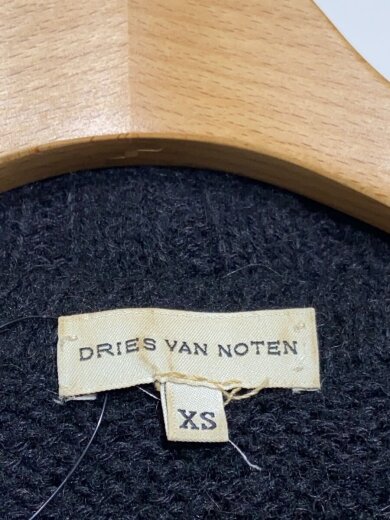 DRIES VAN NOTEN
XS